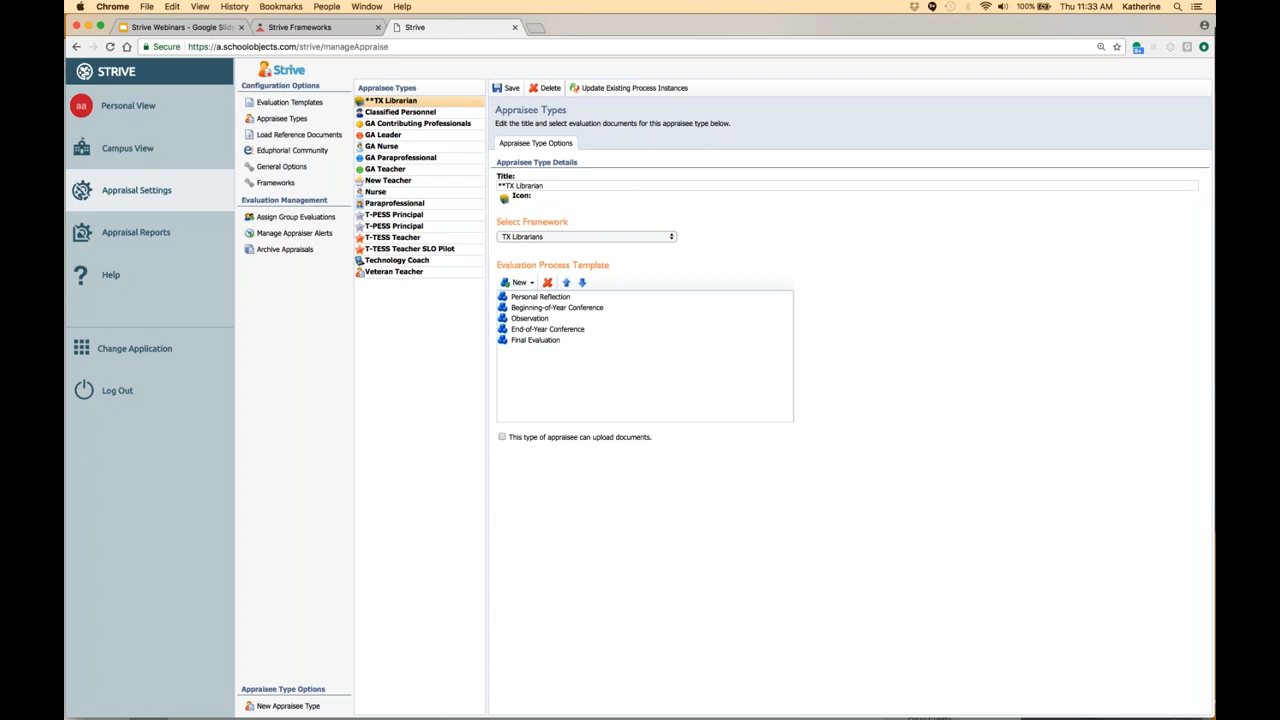 Chrome File Edit View History Bookmarks People Window Help 100% Thu 11:33 AM Katherine
Strive Webinars - Google Slide
Strive Frameworks
Strive
Secure https://a.schoolobjects.com/strive/manageAppraise
STRIVE
aa Personal View
Campus View
Appraisal Settings
Appraisal Reports
? Help
Change Application
Log Out
Strive
Configuration Options
Evaluation Templates
Appraisee Types
Load Reference Documents
Eduphoria! Community
General Options
Frameworks
Evaluation Management
Assign Group Evaluations
Manage Appraiser Alerts
Archive Appraisals
Appraisee Type Options
New Appraisee Type
Appraisee Types
**TX Librarian
Classified Personnel
GA Contributing Professionals
GA Leader
GA Nurse
GA Paraprofessional
GA Teacher
New Teacher
Nurse
Paraprofessional
T-PESS Principal
T-PESS Principal
T-TESS Teacher
T-TESS Teacher SLO Pilot
Technology Coach
Veteran Teacher
Save Delete Update Existing Process Instances
Appraisee Types
Edit the title and select evaluation documents for this appraisee type below.
Appraisee Type Options
Appraisee Type Details
Title:
**TX Librarian
Icon:
Select Framework
TX Librarians
Evaluation Process Template
New
Personal Reflection
Beginning-of-Year Conference
Observation
End-of-Year Conference
Final Evaluation
This type of appraisee can upload documents.